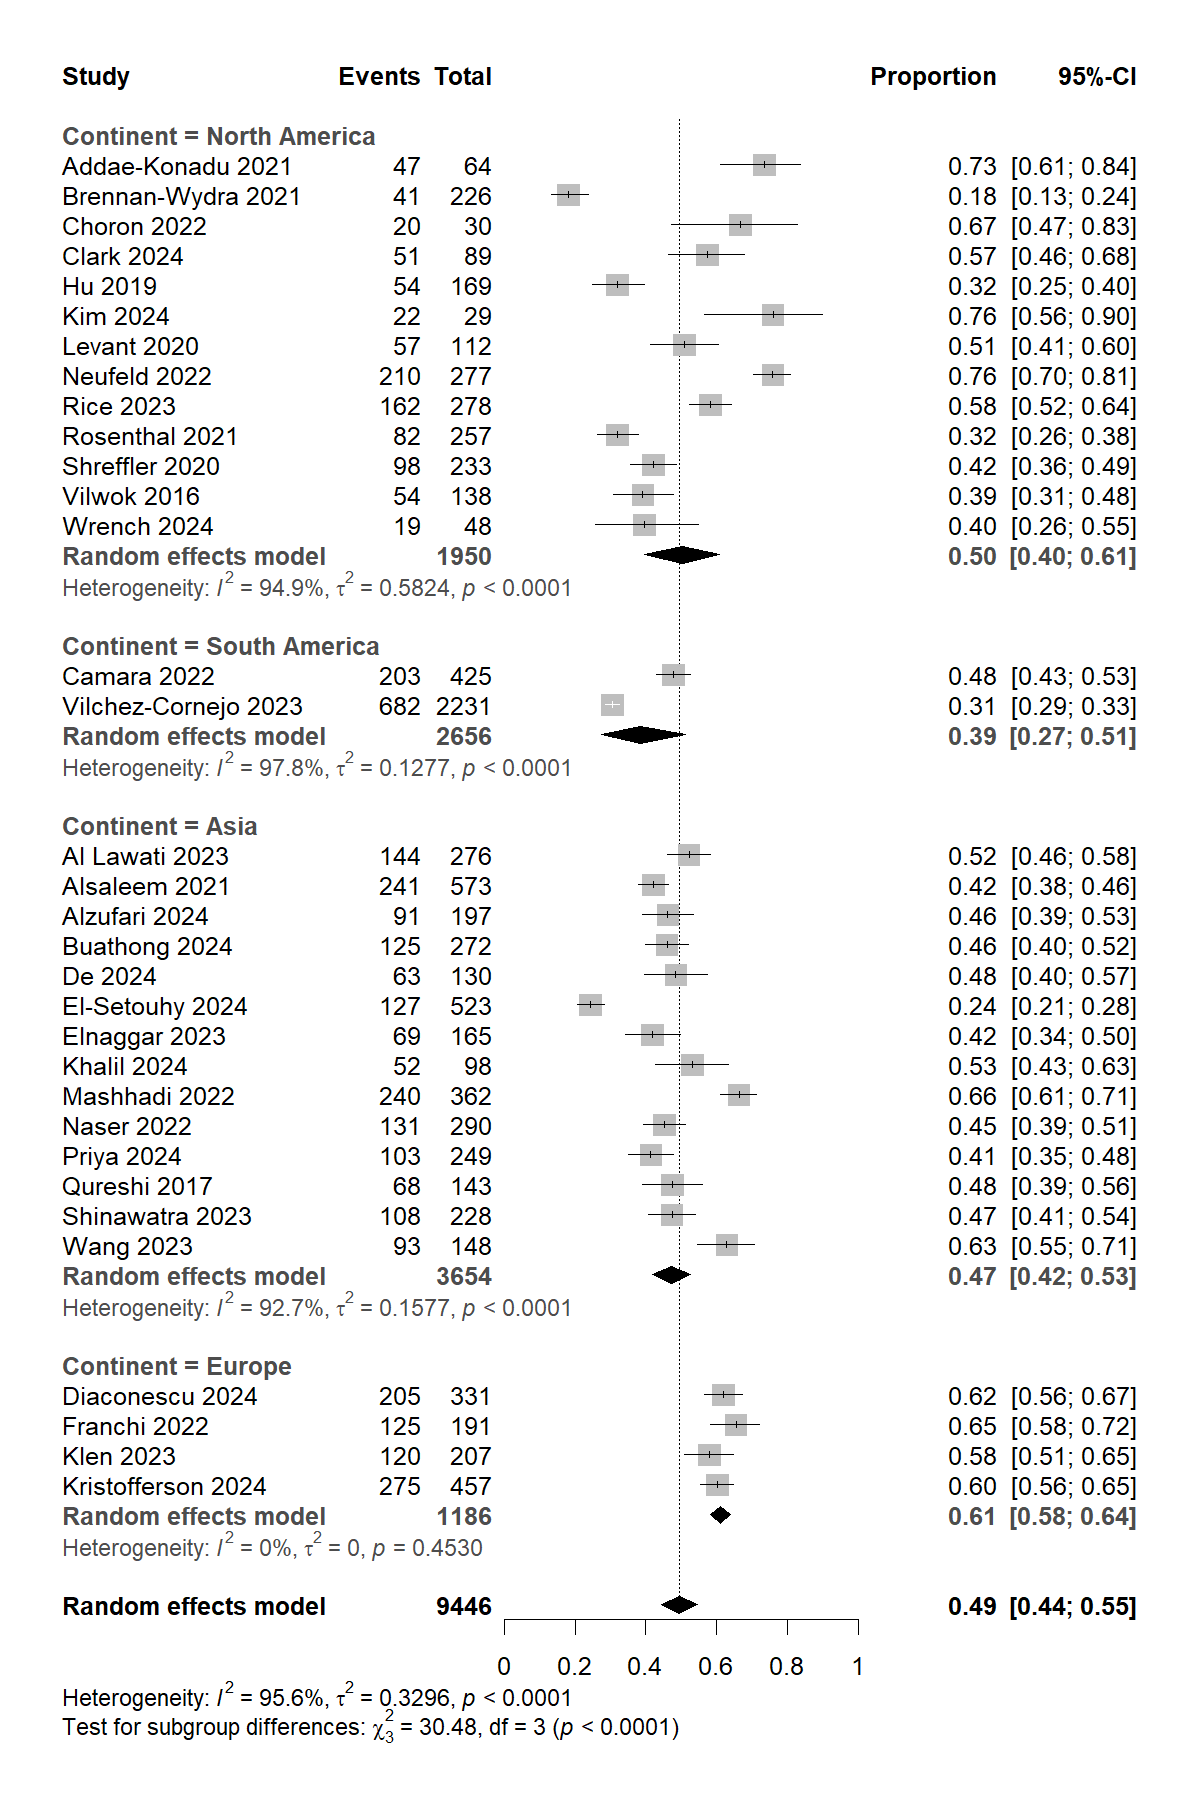 Study Events Total Proportion 95%-CI
Continent = North America
Addae-Konadu 2021 47 64 0.73 [0.61; 0.84]
Brennan-Wydra 2021 41 226 0.18 [0.13; 0.24]
Choron 2022 20 30 0.67 [0.47; 0.83]
Clark 2024 51 89 0.57 [0.46; 0.68]
Hu 2019 54 169 0.32 [0.25; 0.40]
Kim 2024 22 29 0.76 [0.56; 0.90]
Levant 2020 57 112 0.51 [0.41; 0.60]
Neufeld 2022 210 277 0.76 [0.70; 0.81]
Rice 2023 162 278 0.58 [0.52; 0.64]
Rosenthal 2021 82 257 0.32 [0.26; 0.38]
Shreffler 2020 98 233 0.42 [0.36; 0.49]
Vilwok 2016 54 138 0.39 [0.31; 0.48]
Wrench 2024 19 48 0.40 [0.26; 0.55]
Random effects model 1950 0.50 [0.40; 0.61]
Heterogeneity: I² = 94.9%, τ² = 0.5824, p < 0.0001
Continent = South America
Camara 2022 203 425 0.48 [0.43; 0.53]
Vilchez-Cornejo 2023 682 2231 0.31 [0.29; 0.33]
Random effects model 2656 0.39 [0.27; 0.51]
Heterogeneity: I² = 97.8%, τ² = 0.1277, p < 0.0001
Continent = Asia
Al Lawati 2023 144 276 0.52 [0.46; 0.58]
Alsaleem 2021 241 573 0.42 [0.38; 0.46]
Alzufari 2024 91 197 0.46 [0.39; 0.53]
Buathong 2024 125 272 0.46 [0.40; 0.52]
De 2024 63 130 0.48 [0.40; 0.57]
El-Setouhy 2024 127 523 0.24 [0.21; 0.28]
Elnaggar 2023 69 165 0.42 [0.34; 0.50]
Khalil 2024 52 98 0.53 [0.43; 0.63]
Mashhadi 2022 240 362 0.66 [0.61; 0.71]
Naser 2022 131 290 0.45 [0.39; 0.51]
Priya 2024 103 249 0.41 [0.35; 0.48]
Qureshi 2017 68 143 0.48 [0.39; 0.56]
Shinawatra 2023 108 228 0.47 [0.41; 0.54]
Wang 2023 93 148 0.63 [0.55; 0.71]
Random effects model 3654 0.47 [0.42; 0.53]
Heterogeneity: I² = 92.7%, τ² = 0.1577, p < 0.0001
Continent = Europe
Diaconescu 2024 205 331 0.62 [0.56; 0.67]
Franchi 2022 125 191 0.65 [0.58; 0.72]
Klen 2023 120 207 0.58 [0.51; 0.65]
Kristofferson 2024 275 457 0.60 [0.56; 0.65]
Random effects model 1186 0.61 [0.58; 0.64]
Heterogeneity: I² = 0%, τ² = 0, p = 0.4530
Random effects model 9446 0.49 [0.44; 0.55]
0 0.2 0.4 0.6 0.8 1
Heterogeneity: I² = 95.6%, τ² = 0.3296, p < 0.0001
Test for subgroup differences: χ²₃ = 30.48, df = 3 (p < 0.0001)